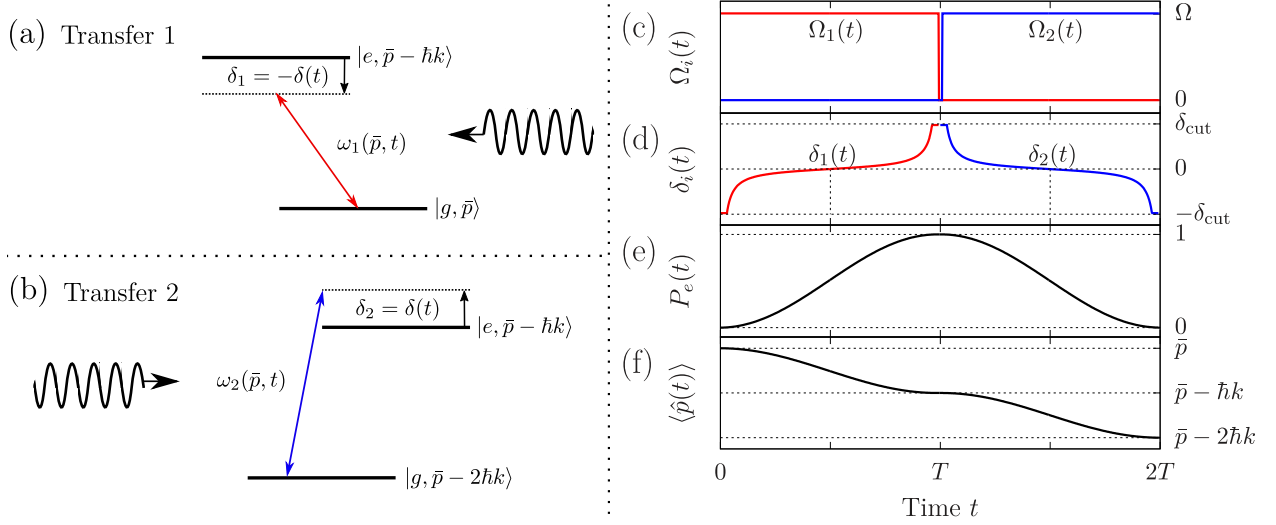 (a) Transfer 1
|e, p̄ − ħk⟩
δ₁ = −δ(t)
ω₁(p̄, t)
|g, p̄⟩
(b) Transfer 2
δ₂ = δ(t)
|e, p̄ − ħk⟩
ω₂(p̄, t)
|g, p̄ − 2ħk⟩
(c)
Ωᵢ(t)
Ω₁(t)
Ω₂(t)
Ω
0
(d)
δᵢ(t)
δ₁(t)
δ₂(t)
δcut
0
−δcut
(e)
Pₑ(t)
1
0
(f)
⟨p̂(t)⟩
p̄
p̄ − ħk
p̄ − 2ħk
0
T
2T
Time t